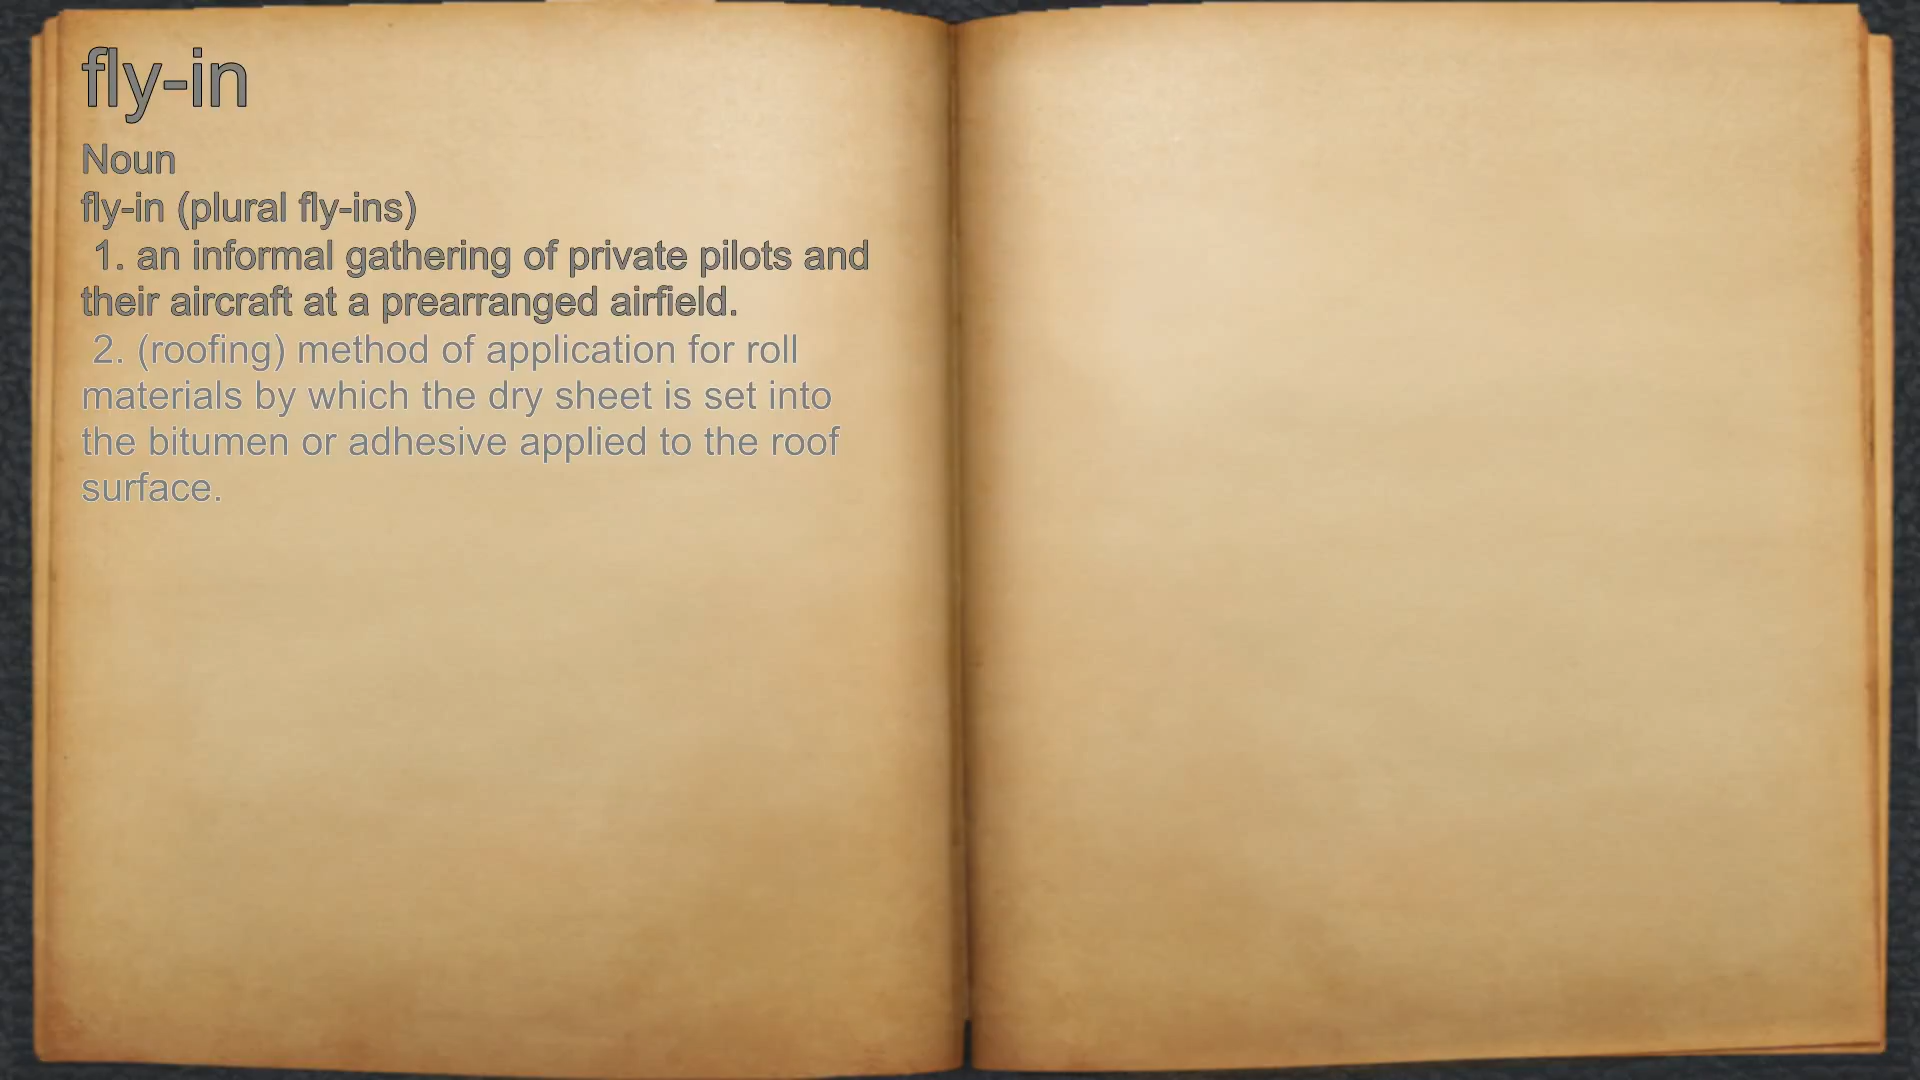 fly-in
Noun
fly-in (plural fly-ins)
1. an informal gathering of private pilots and
their aircraft at a prearranged airfield.
2. (roofing) method of application for roll
materials by which the dry sheet is set into
the bitumen or adhesive applied to the roof
surface.